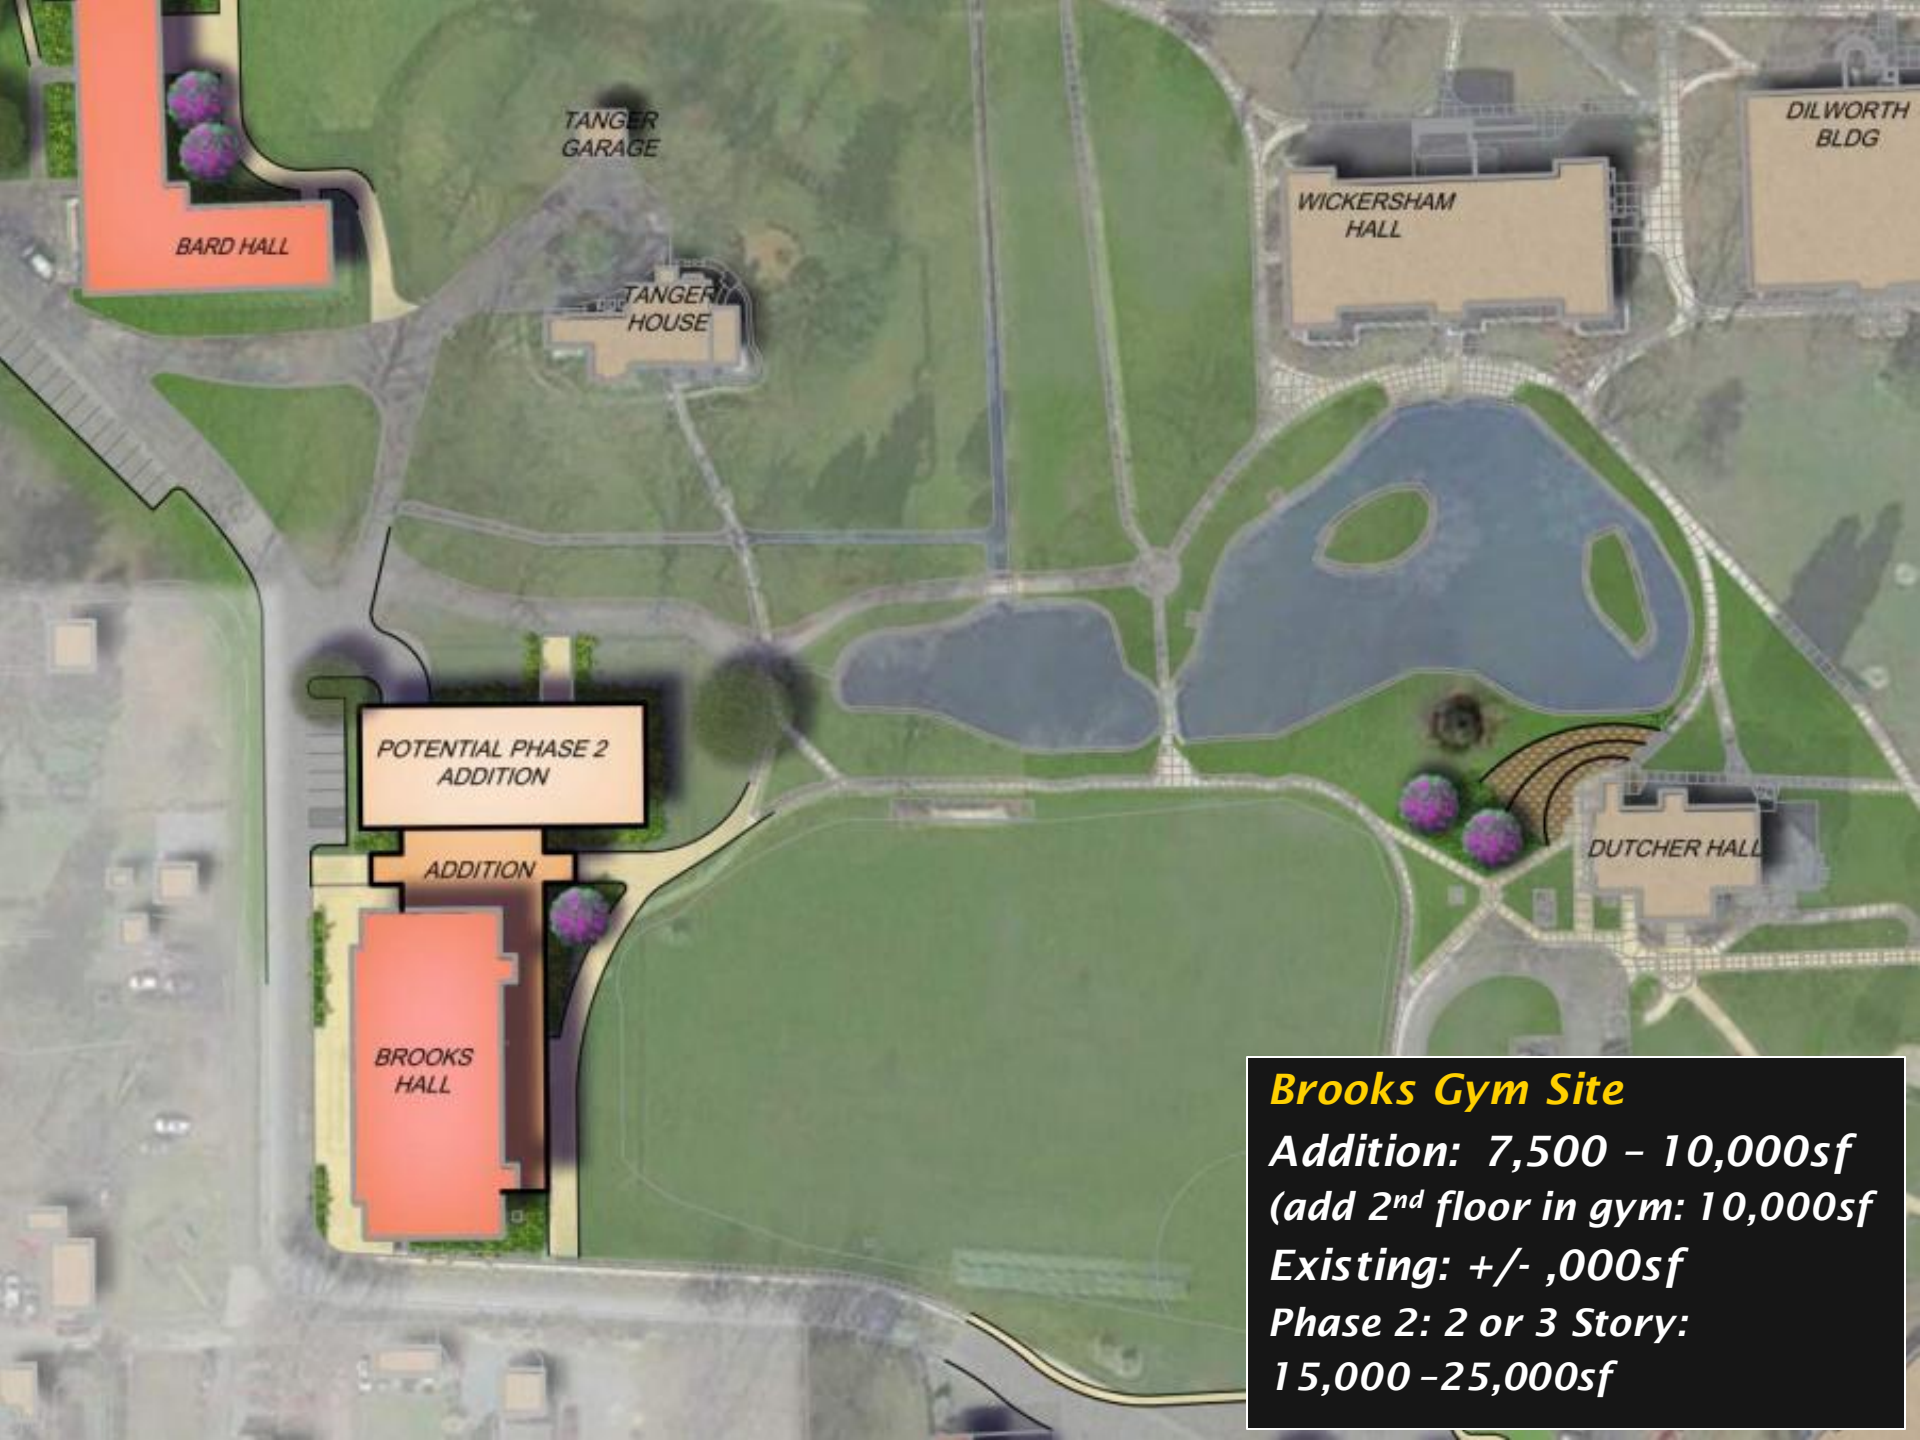 TANGER
GARAGE
DILWORTH
BLDG
WICKERSHAM
HALL
BARD HALL
TANGER
HOUSE
POTENTIAL PHASE 2
ADDITION
ADDITION
DUTCHER HALL
BROOKS
HALL
Brooks Gym Site
Addition: 7,500 – 10,000sf
(add 2nd floor in gym: 10,000sf
Existing: +/- ,000sf
Phase 2: 2 or 3 Story:
15,000 –25,000sf